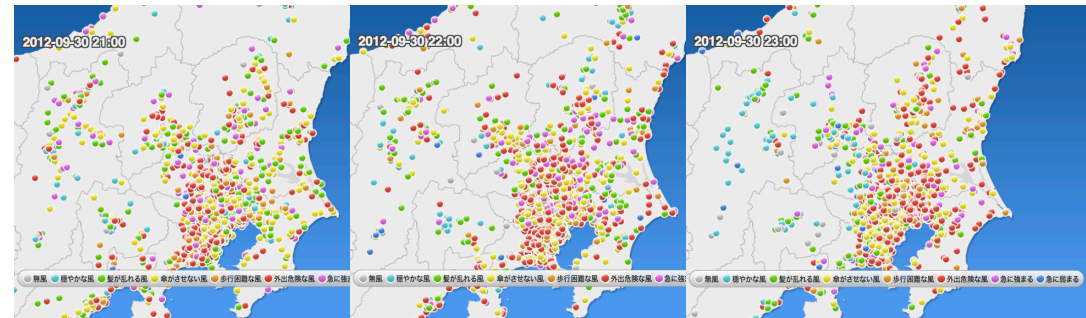 2012-09-30 21:00
2012-09-30 22:00
2012-09-30 23:00
無風 穏やかな風 髪が乱れる風 傘がさせない風 歩行困難な風 外出危険な風 急に強ま
無風 穏やかな風 髪が乱れる風 傘がさせない風 歩行困難な風 外出危険な風 急に強
無風 穏やかな風 髪が乱れる風 傘がさせない風 歩行困難な風 外出危険な風 急に強まる 急に弱まる